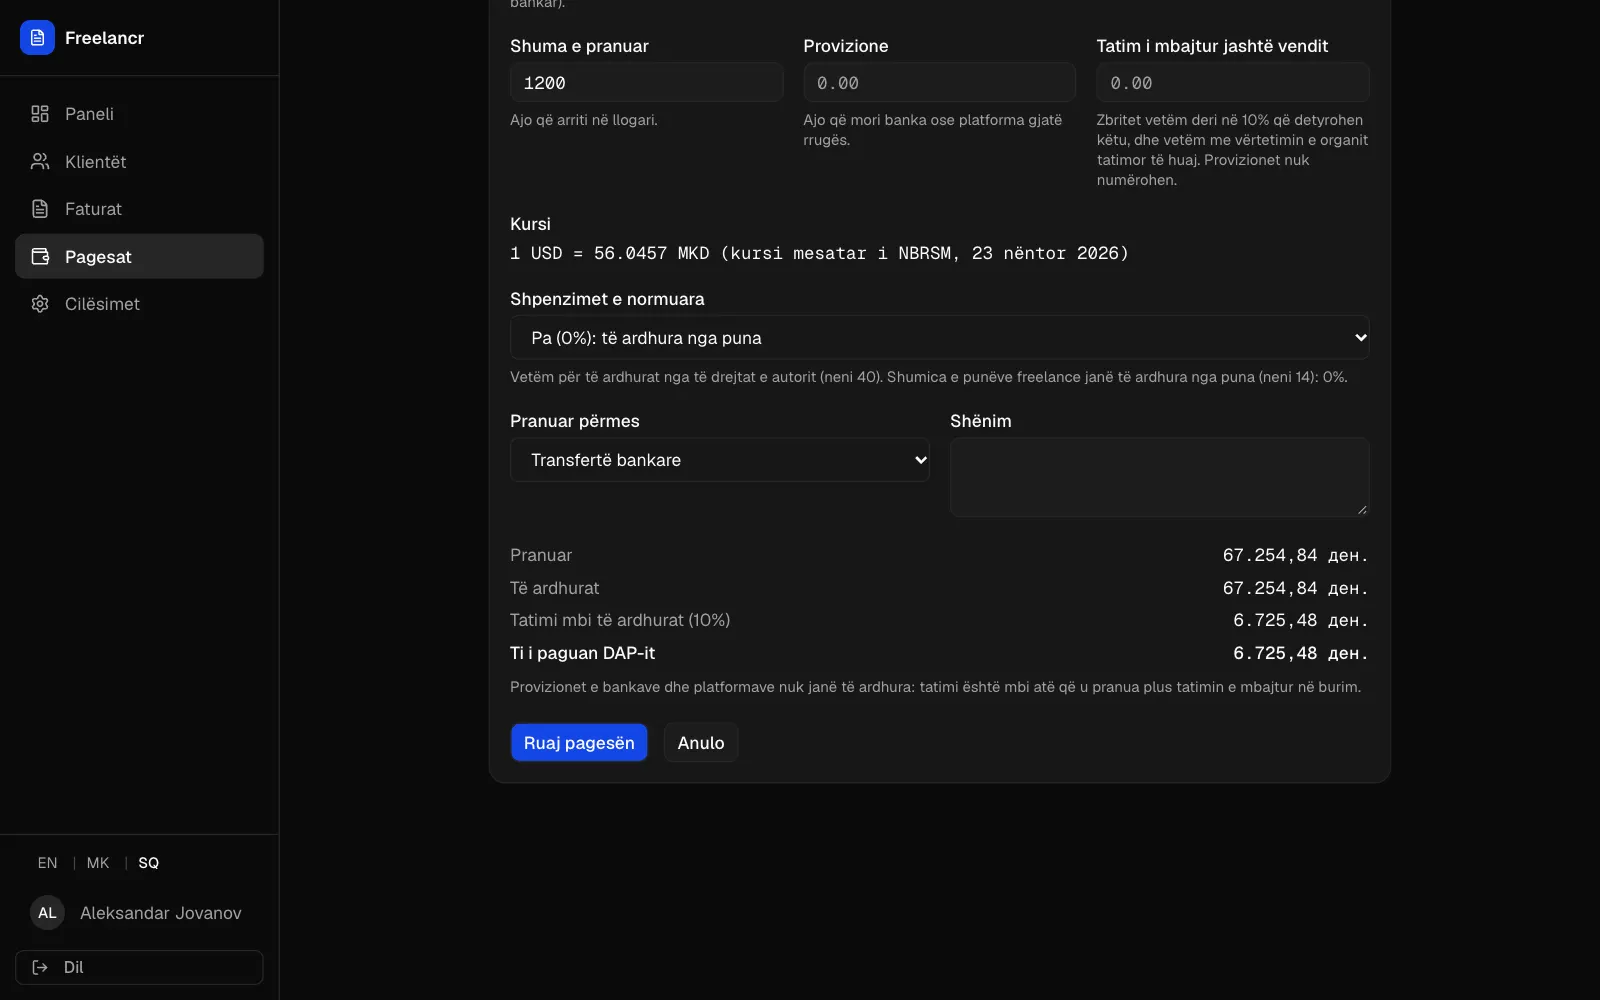 Freelancr
Paneli
Klientët
Faturat
Pagesat
Cilësimet
EN | MK | SQ
AL Aleksandar Jovanov
Dil
bankar).
Shuma e pranuar
1200
Ajo që arriti në llogari.
Provizione
0.00
Ajo që mori banka ose platforma gjatë
rrugës.
Tatim i mbajtur jashtë vendit
0.00
Zbritet vetëm deri në 10% që detyrohen
këtu, dhe vetëm me vërtetimin e organit
tatimor të huaj. Provizionet nuk
numërohen.
Kursi
1 USD = 56.0457 MKD (kursi mesatar i NBRSM, 23 nëntor 2026)
Shpenzimet e normuara
Pa (0%): të ardhura nga puna
Vetëm për të ardhurat nga të drejtat e autorit (neni 40). Shumica e punëve freelance janë të ardhura nga puna (neni 14): 0%.
Pranuar përmes
Transfertë bankare
Shënim
Pranuar 67.254,84 ден.
Të ardhurat 67.254,84 ден.
Tatimi mbi të ardhurat (10%) 6.725,48 ден.
Ti i paguan DAP-it 6.725,48 ден.
Provizionet e bankave dhe platformave nuk janë të ardhura: tatimi është mbi atë që u pranua plus tatimin e mbajtur në burim.
Ruaj pagesën
Anulo